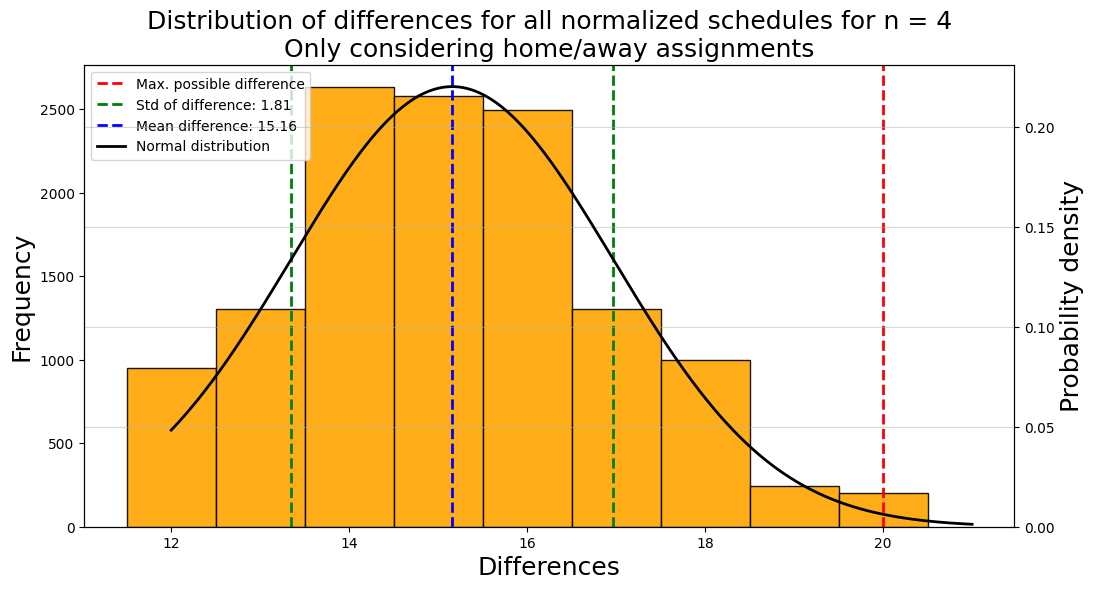 Distribution of differences for all normalized schedules for n = 4
Only considering home/away assignments
Max. possible difference
Std of difference: 1.81
Mean difference: 15.16
Normal distribution
Frequency
2500
2000
1500
1000
500
0
12
14
16
18
20
Differences
0.20
0.15
0.10
0.05
0.00
Probability density